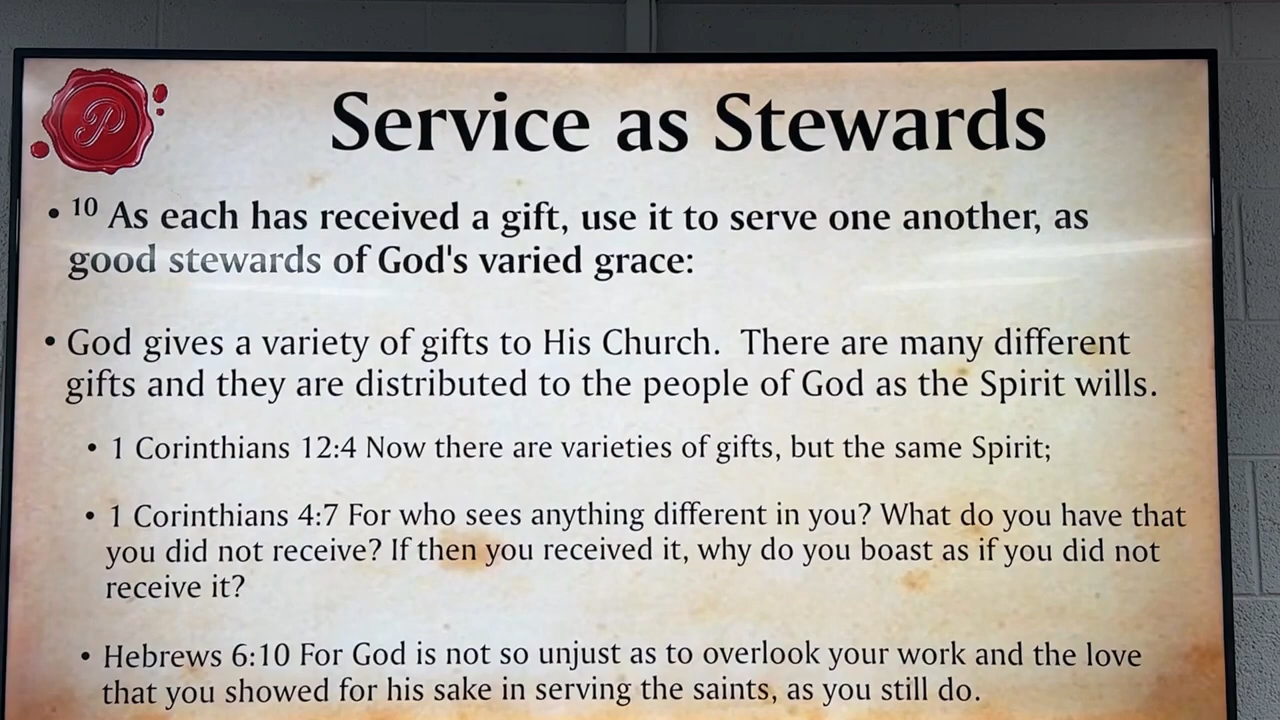 P
Service as Stewards
• 10 As each has received a gift, use it to serve one another, as
good stewards of God's varied grace:
• God gives a variety of gifts to His Church.  There are many different
gifts and they are distributed to the people of God as the Spirit wills.
• 1 Corinthians 12:4 Now there are varieties of gifts, but the same Spirit;
• 1 Corinthians 4:7 For who sees anything different in you? What do you have that
you did not receive? If then you received it, why do you boast as if you did not
receive it?
• Hebrews 6:10 For God is not so unjust as to overlook your work and the love
that you showed for his sake in serving the saints, as you still do.